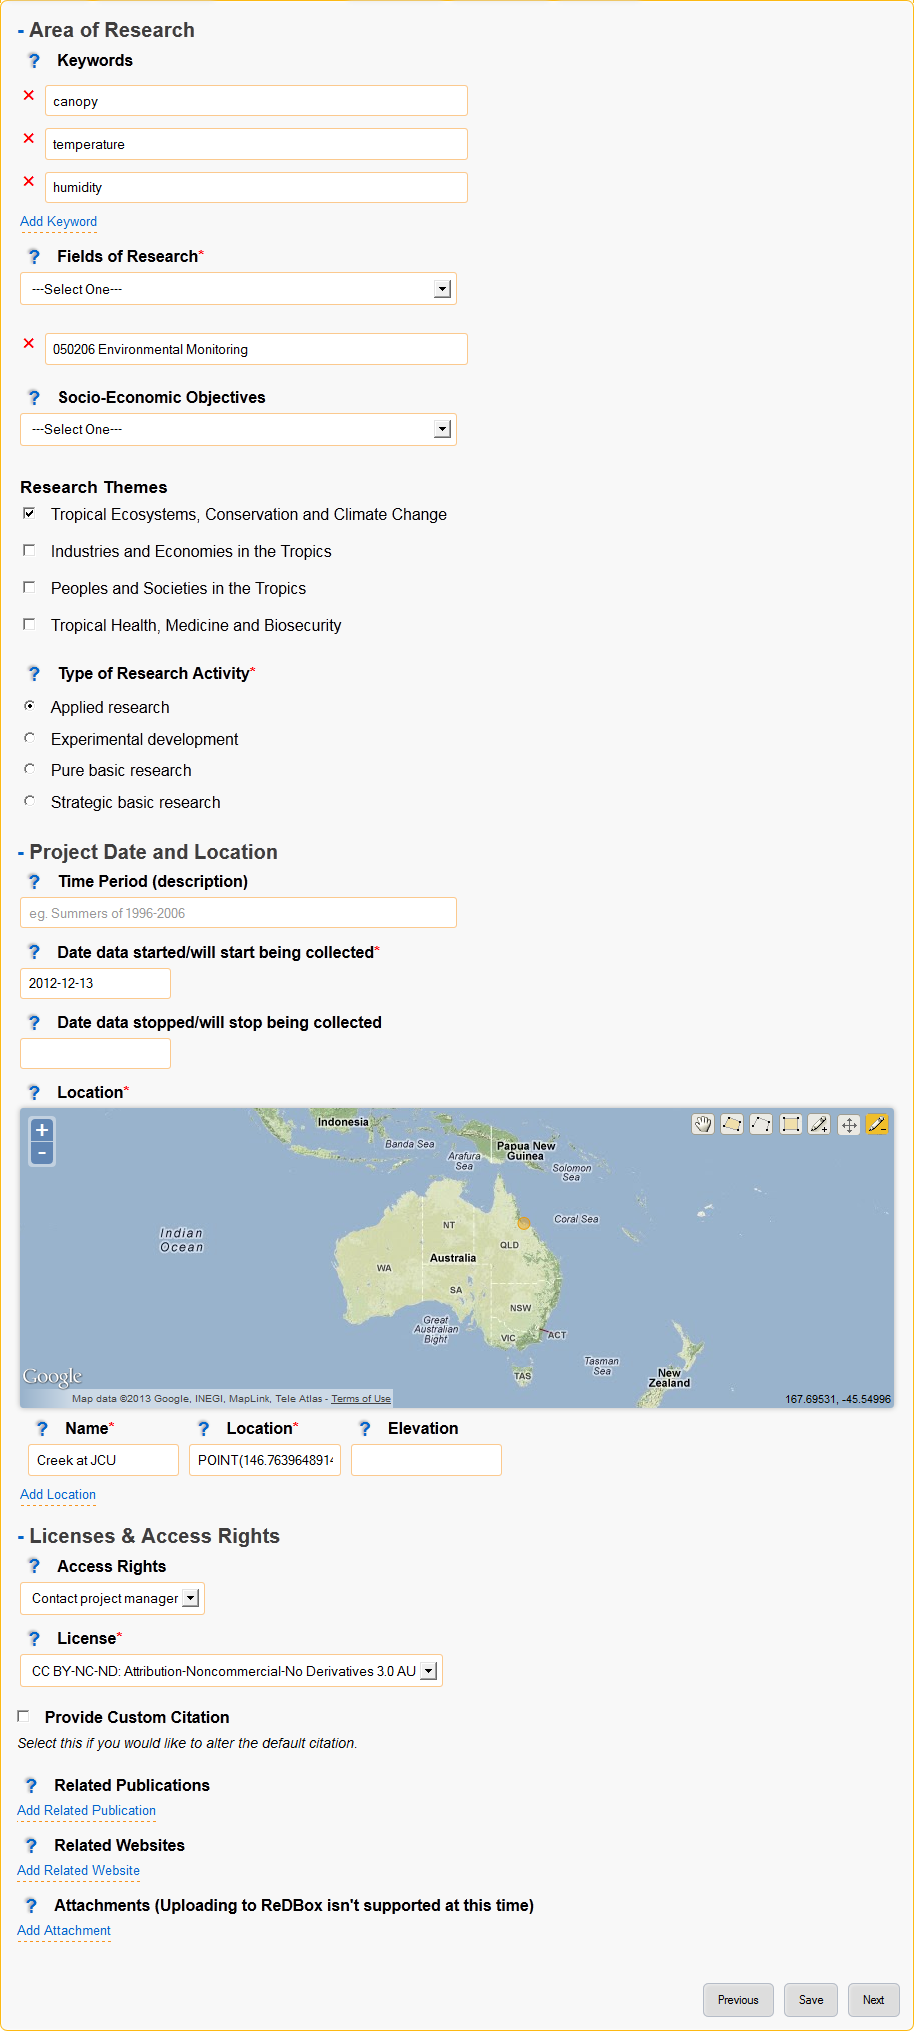 - Area of Research
? Keywords
canopy
temperature
humidity
Add Keyword
? Fields of Research*
---Select One---
050206 Environmental Monitoring
? Socio-Economic Objectives
---Select One---
Research Themes
Tropical Ecosystems, Conservation and Climate Change
Industries and Economies in the Tropics
Peoples and Societies in the Tropics
Tropical Health, Medicine and Biosecurity
? Type of Research Activity*
Applied research
Experimental development
Pure basic research
Strategic basic research
- Project Date and Location
? Time Period (description)
eg. Summers of 1996-2006
? Date data started/will start being collected*
2012-12-13
? Date data stopped/will stop being collected
? Location*
+
-
Indonesia
Banda Sea
Arafura
Sea
Papua New
Guinea
Solomon
Sea
Indian
Ocean
Coral Sea
NT
QLD
Australia
WA
SA
NSW
Great
Australian
Bight
VIC
ACT
TAS
Tasman
Sea
New
Zealand
Google
Map data ©2013 Google, INEGI, MapLink, Tele Atlas - Terms of Use
167.69531, -45.54996
? Name* ? Location* ? Elevation
Creek at JCU POINT(146.763964891
Add Location
- Licenses & Access Rights
? Access Rights
Contact project manager
? License*
CC BY-NC-ND: Attribution-Noncommercial-No Derivatives 3.0 AU
Provide Custom Citation
Select this if you would like to alter the default citation.
? Related Publications
Add Related Publication
? Related Websites
Add Related Website
? Attachments (Uploading to ReDBox isn't supported at this time)
Add Attachment
Previous Save Next